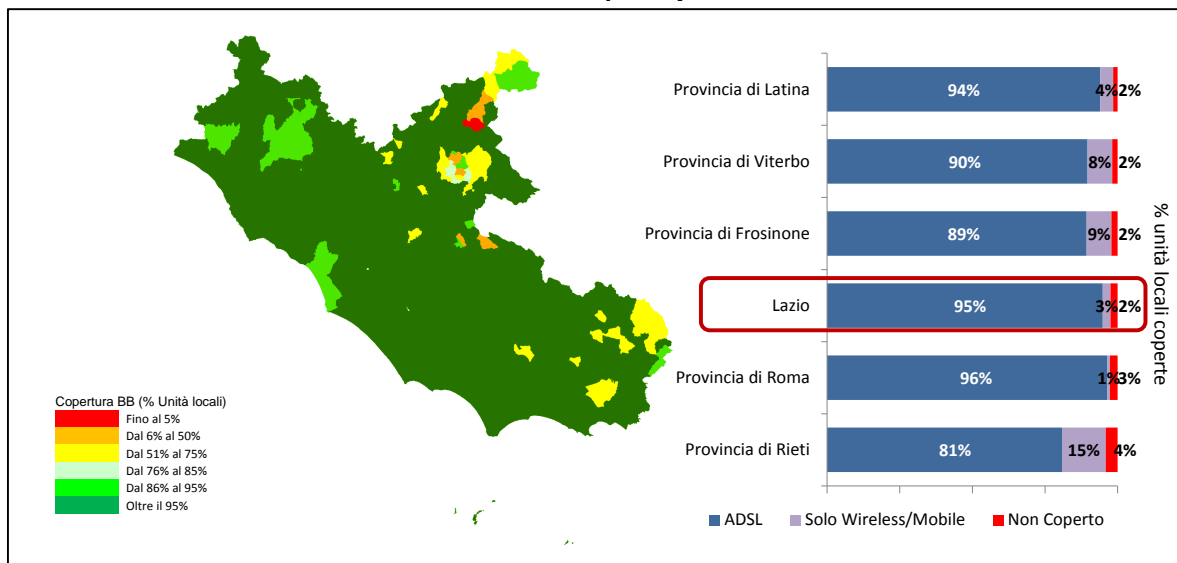 Provincia di Latina
94%
4%
2%
Provincia di Viterbo
90%
8%
2%
Provincia di Frosinone
89%
9%
2%
Lazio
95%
3%
2%
Provincia di Roma
96%
1%
3%
Provincia di Rieti
81%
15%
4%
% unità locali coperte
ADSL
Solo Wireless/Mobile
Non Coperto
Copertura BB (% Unità locali)
Fino al 5%
Dal 6% al 50%
Dal 51% al 75%
Dal 76% al 85%
Dal 86% al 95%
Oltre il 95%